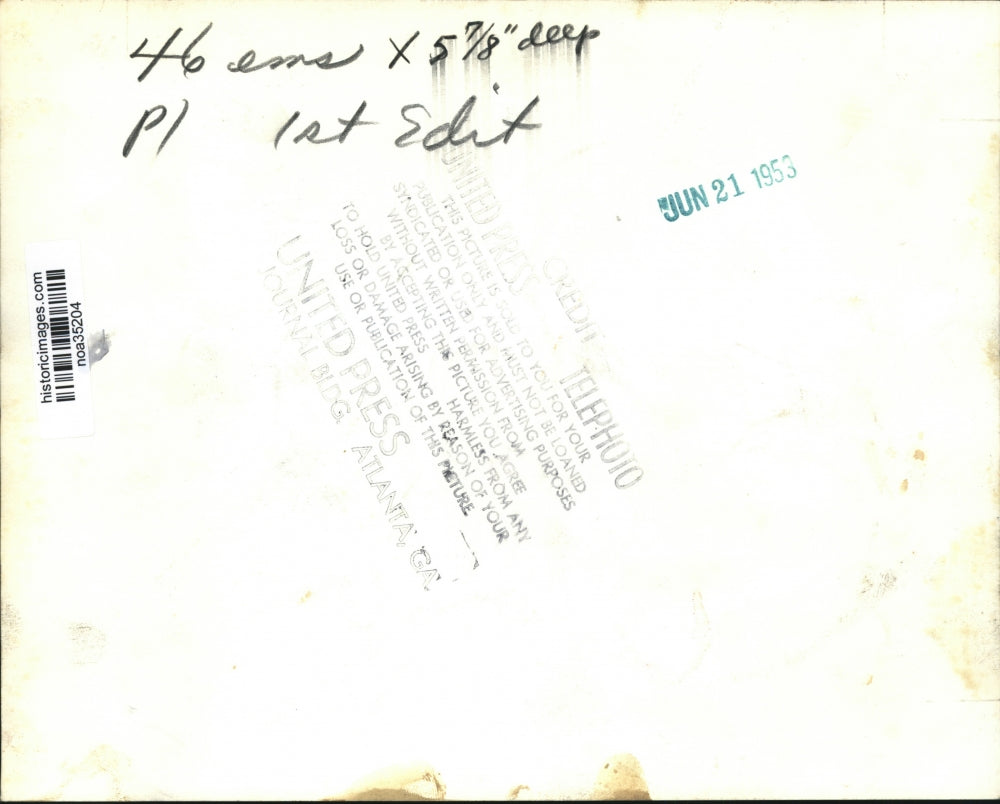 46 ems X 5 7/8" deep
P1 1st Edit
JUN 21 1953
UNITED PRESS CREDIT TELEPHOTO
THIS PICTURE IS SOLD TO YOU FOR YOUR
PUBLICATION ONLY AND MUST NOT BE LOANED
SYNDICATED OR USED FOR ADVERTISING PURPOSES
WITHOUT WRITTEN PERMISSION FROM
BY ACCEPTING THIS PICTURE YOU AGREE
TO HOLD UNITED PRESS HARMLESS FROM ANY
LOSS OR DAMAGE ARISING BY REASON OF YOUR
USE OR PUBLICATION OF THIS PICTURE
UNITED PRESS
JOURNAL BLDG. ATLANTA, GA.
historicimages.com
noa35204